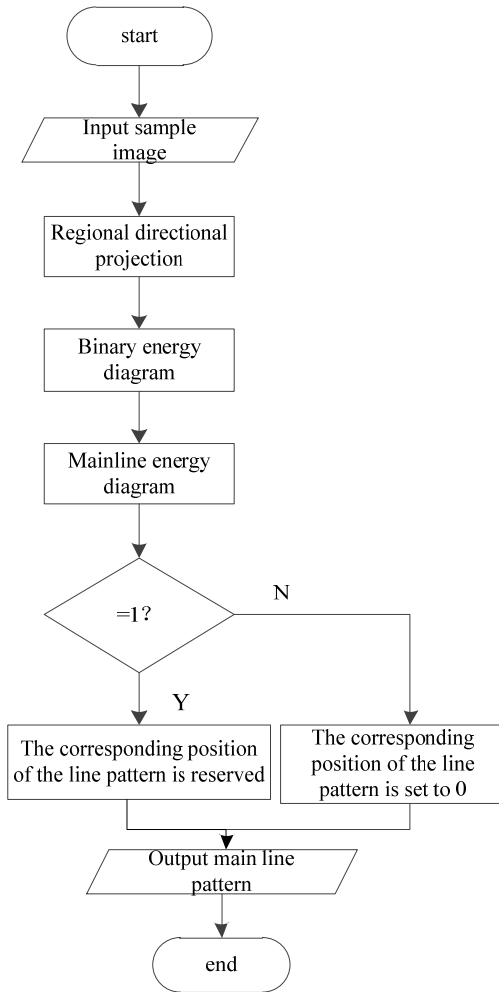 start
Input sample
image
Regional directional
projection
Binary energy
diagram
Mainline energy
diagram
=1?
N
Y
The corresponding position
of the line pattern is reserved
The corresponding
position of the line
pattern is set to 0
Output main line
pattern
end